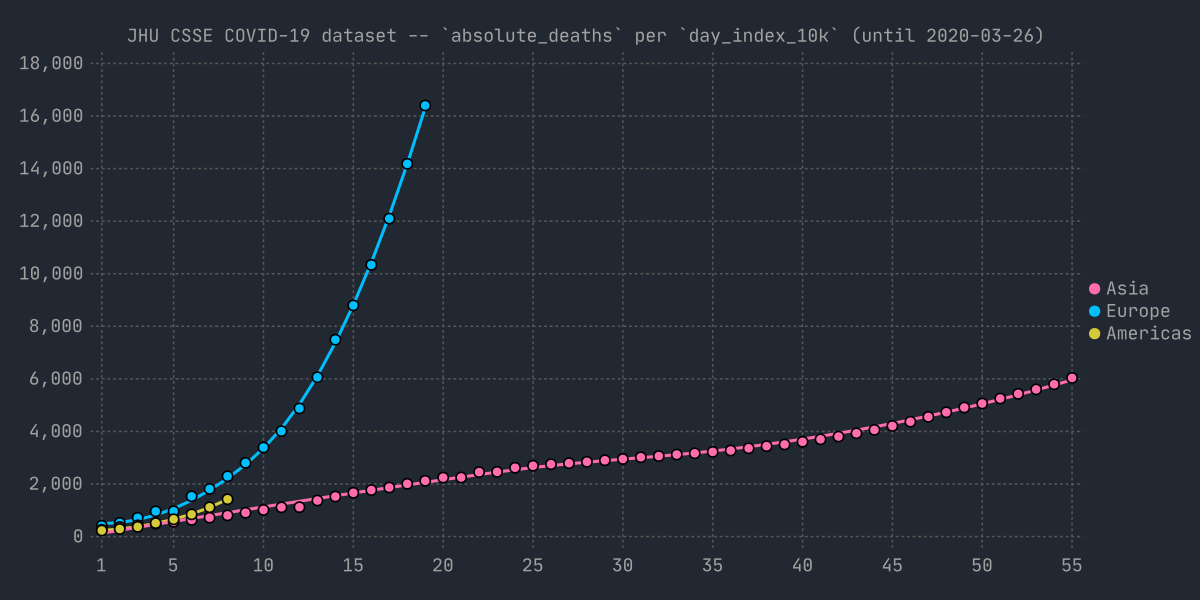 JHU CSSE COVID-19 dataset -- `absolute_deaths` per `day_index_10k` (until 2020-03-26)
18,000
16,000
14,000
12,000
10,000
8,000
6,000
4,000
2,000
0
1 5 10 15 20 25 30 35 40 45 50 55
Asia
Europe
Americas